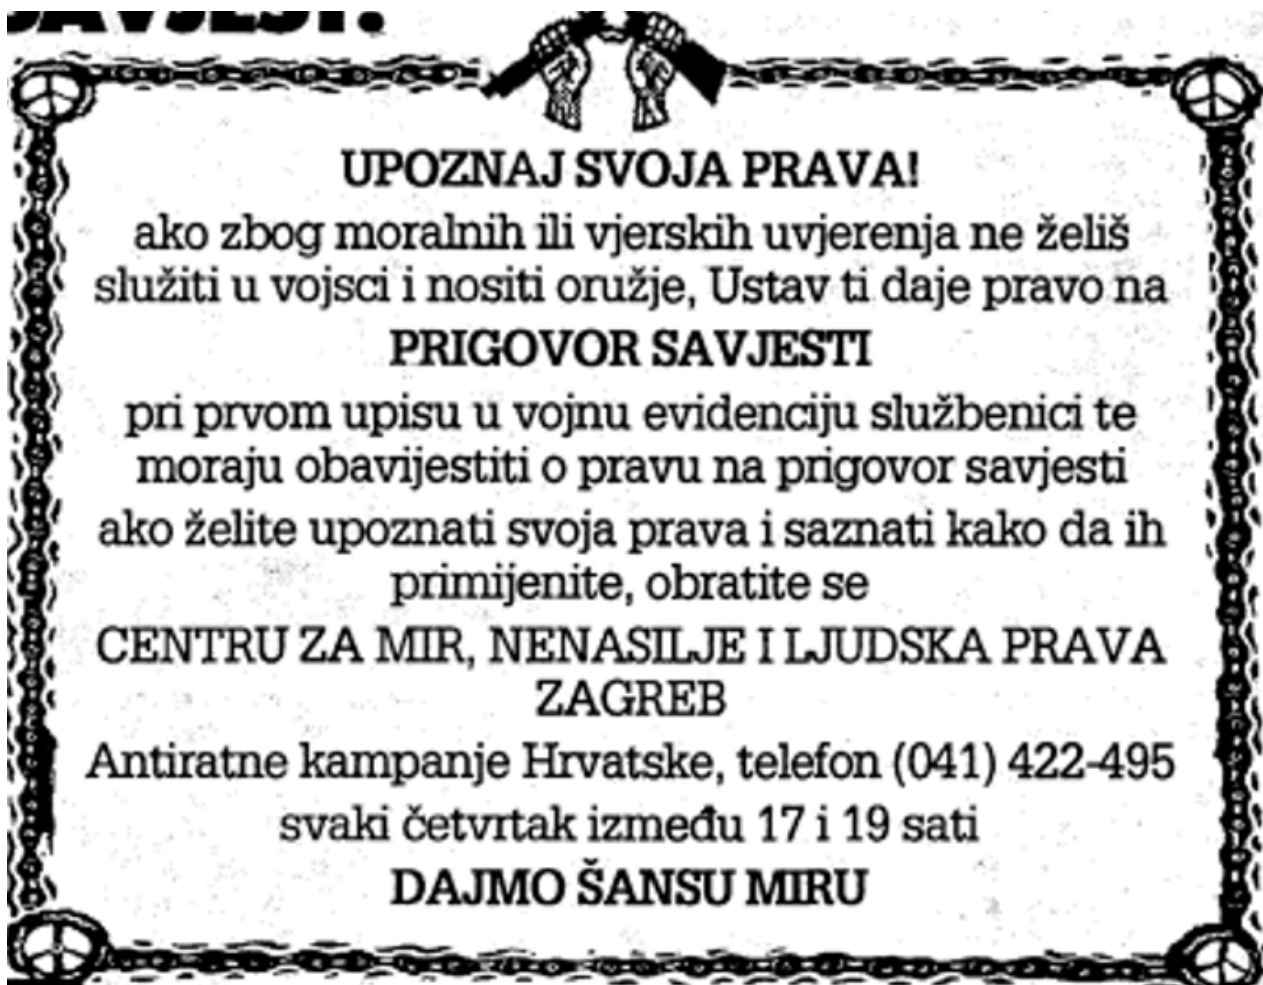 SAVJEST!
UPOZNAJ SVOJA PRAVA!
ako zbog moralnih ili vjerskih uvjerenja ne želiš
služiti u vojsci i nositi oružje, Ustav ti daje pravo na
PRIGOVOR SAVJESTI
pri prvom upisu u vojnu evidenciju službenici te
moraju obavijestiti o pravu na prigovor savjesti
ako želite upoznati svoja prava i saznati kako da ih
primijenite, obratite se
CENTRU ZA MIR, NENASILJE I LJUDSKA PRAVA
ZAGREB
Antiratne kampanje Hrvatske, telefon (041) 422-495
svaki četvrtak između 17 i 19 sati
DAJMO ŠANSU MIRU